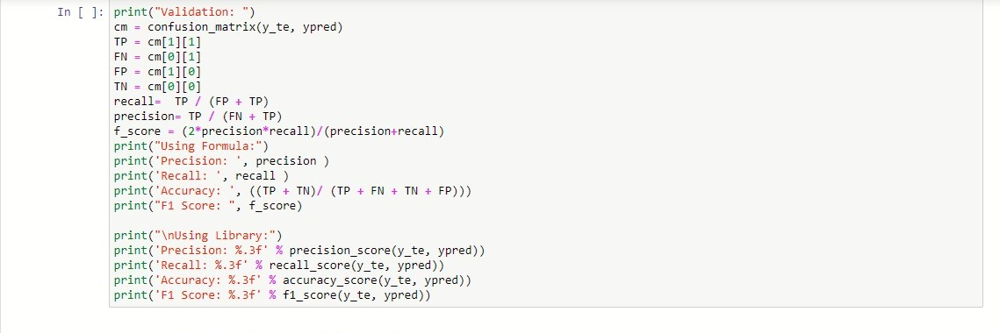 In [ ]: print("Validation: ")
cm = confusion_matrix(y_te, ypred)
TP = cm[1][1]
FN = cm[0][1]
FP = cm[1][0]
TN = cm[0][0]
recall=  TP / (FP + TP)
precision= TP / (FN + TP)
f_score = (2*precision*recall)/(precision+recall)
print("Using Formula:")
print('Precision: ', precision )
print('Recall: ', recall )
print('Accuracy: ', ((TP + TN)/ (TP + FN + TN + FP)))
print("F1 Score: ", f_score)

print("\nUsing Library:")
print('Precision: %.3f' % precision_score(y_te, ypred))
print('Recall: %.3f' % recall_score(y_te, ypred))
print('Accuracy: %.3f' % accuracy_score(y_te, ypred))
print('F1 Score: %.3f' % f1_score(y_te, ypred))